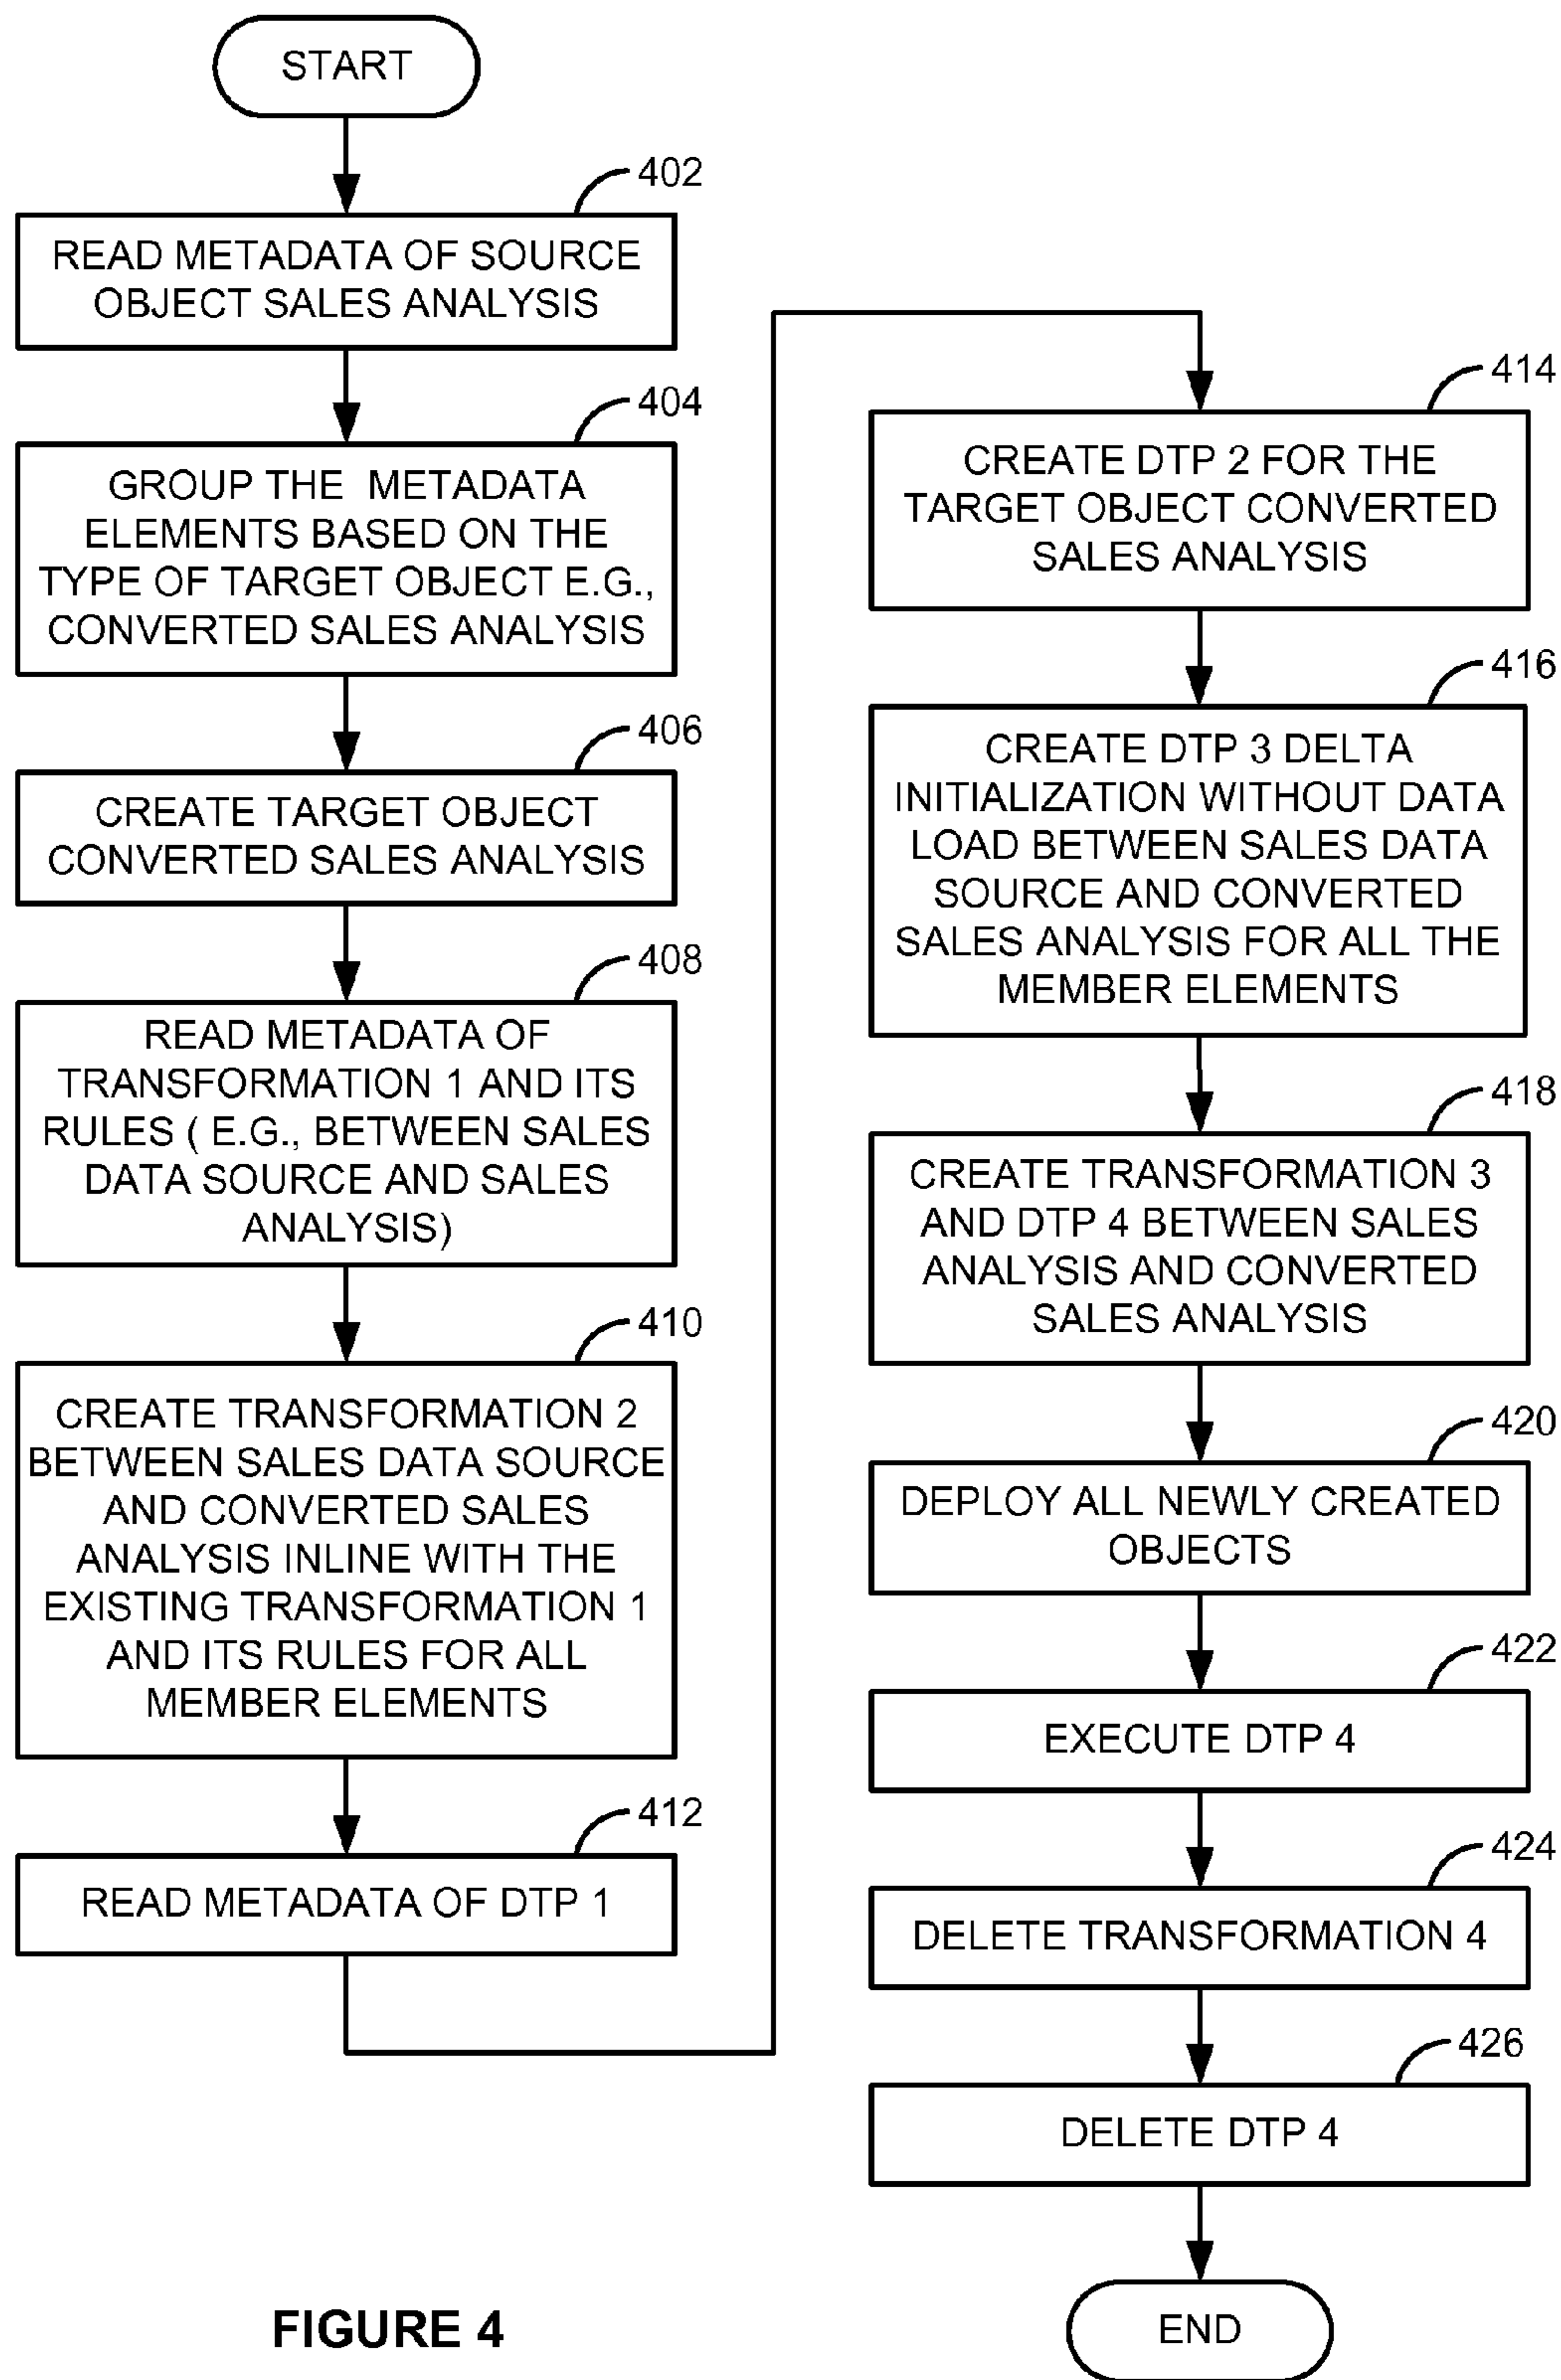 START
402
READ METADATA OF SOURCE
OBJECT SALES ANALYSIS
404
GROUP THE METADATA
ELEMENTS BASED ON THE
TYPE OF TARGET OBJECT E.G.,
CONVERTED SALES ANALYSIS
406
CREATE TARGET OBJECT
CONVERTED SALES ANALYSIS
408
READ METADATA OF
TRANSFORMATION 1 AND ITS
RULES ( E.G., BETWEEN SALES
DATA SOURCE AND SALES
ANALYSIS)
410
CREATE TRANSFORMATION 2
BETWEEN SALES DATA SOURCE
AND CONVERTED SALES
ANALYSIS INLINE WITH THE
EXISTING TRANSFORMATION 1
AND ITS RULES FOR ALL
MEMBER ELEMENTS
412
READ METADATA OF DTP 1
414
CREATE DTP 2 FOR THE
TARGET OBJECT CONVERTED
SALES ANALYSIS
416
CREATE DTP 3 DELTA
INITIALIZATION WITHOUT DATA
LOAD BETWEEN SALES DATA
SOURCE AND CONVERTED
SALES ANALYSIS FOR ALL THE
MEMBER ELEMENTS
418
CREATE TRANSFORMATION 3
AND DTP 4 BETWEEN SALES
ANALYSIS AND CONVERTED
SALES ANALYSIS
420
DEPLOY ALL NEWLY CREATED
OBJECTS
422
EXECUTE DTP 4
424
DELETE TRANSFORMATION 4
426
DELETE DTP 4
END
FIGURE 4